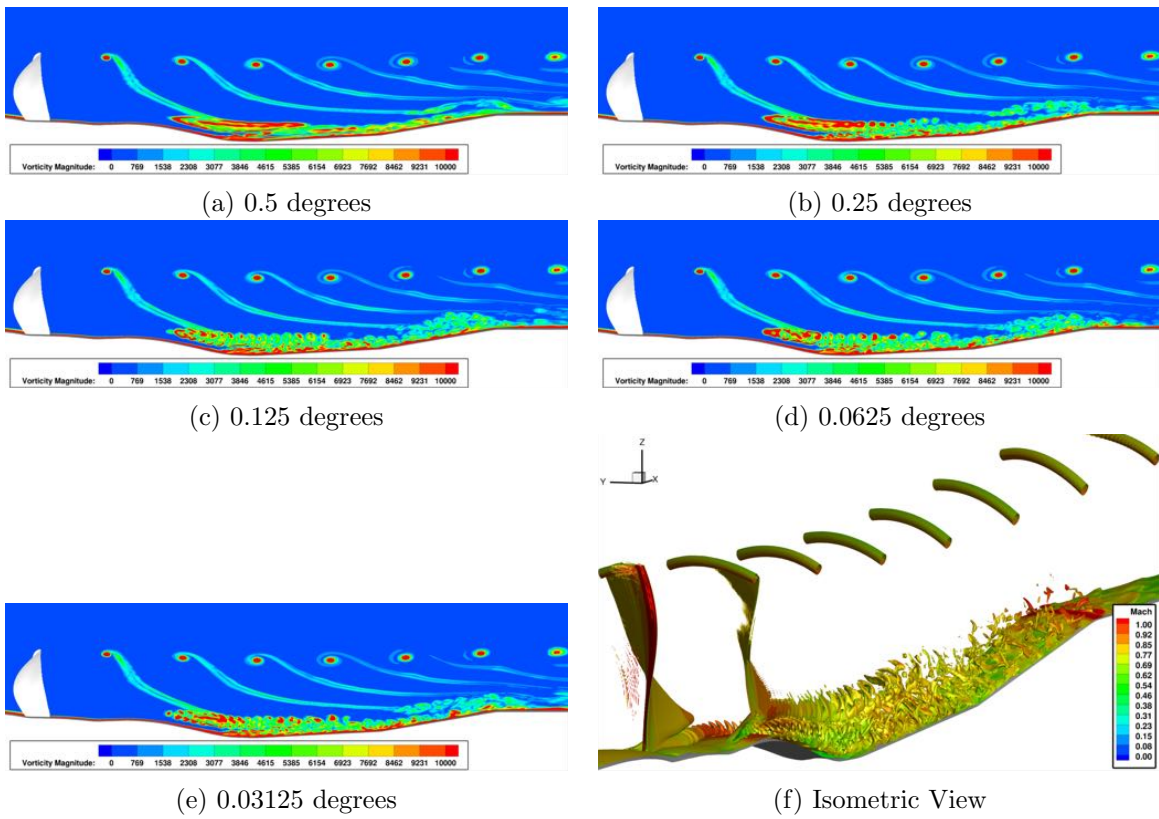 Vorticity Magnitude: 0 769 1538 2308 3077 3846 4615 5385 6154 6923 7692 8462 9231 10000
(a) 0.5 degrees
Vorticity Magnitude: 0 769 1538 2308 3077 3846 4615 5385 6154 6923 7692 8462 9231 10000
(b) 0.25 degrees
Vorticity Magnitude: 0 769 1538 2308 3077 3846 4615 5385 6154 6923 7692 8462 9231 10000
(c) 0.125 degrees
Vorticity Magnitude: 0 769 1538 2308 3077 3846 4615 5385 6154 6923 7692 8462 9231 10000
(d) 0.0625 degrees
Vorticity Magnitude: 0 769 1538 2308 3077 3846 4615 5385 6154 6923 7692 8462 9231 10000
(e) 0.03125 degrees
Z
Y
X
Mach
1.00
0.92
0.85
0.77
0.69
0.62
0.54
0.46
0.38
0.31
0.23
0.15
0.08
0.00
(f) Isometric View